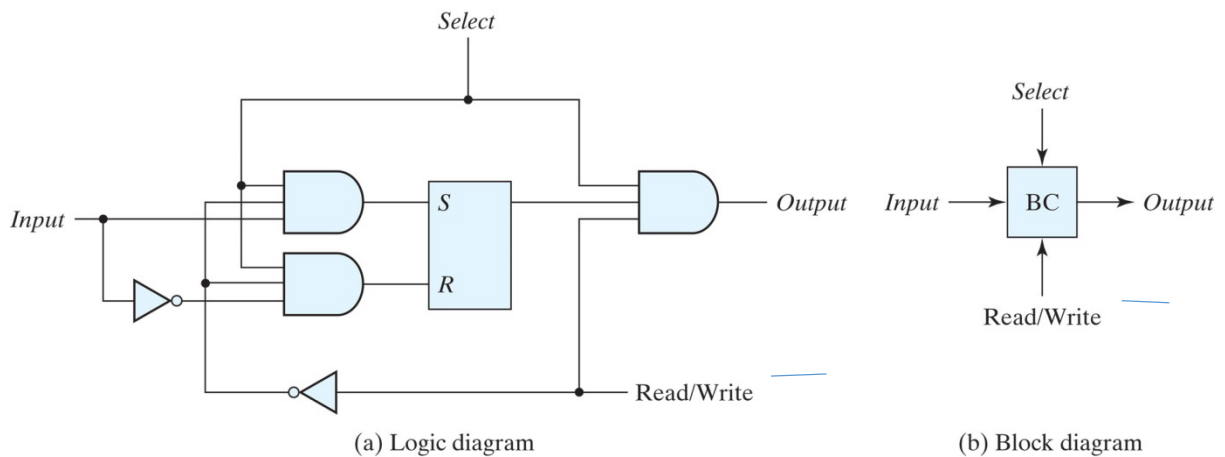 Select
Input
S
R
Output
Read/Write
(a) Logic diagram
Select
Input
BC
Output
Read/Write
(b) Block diagram